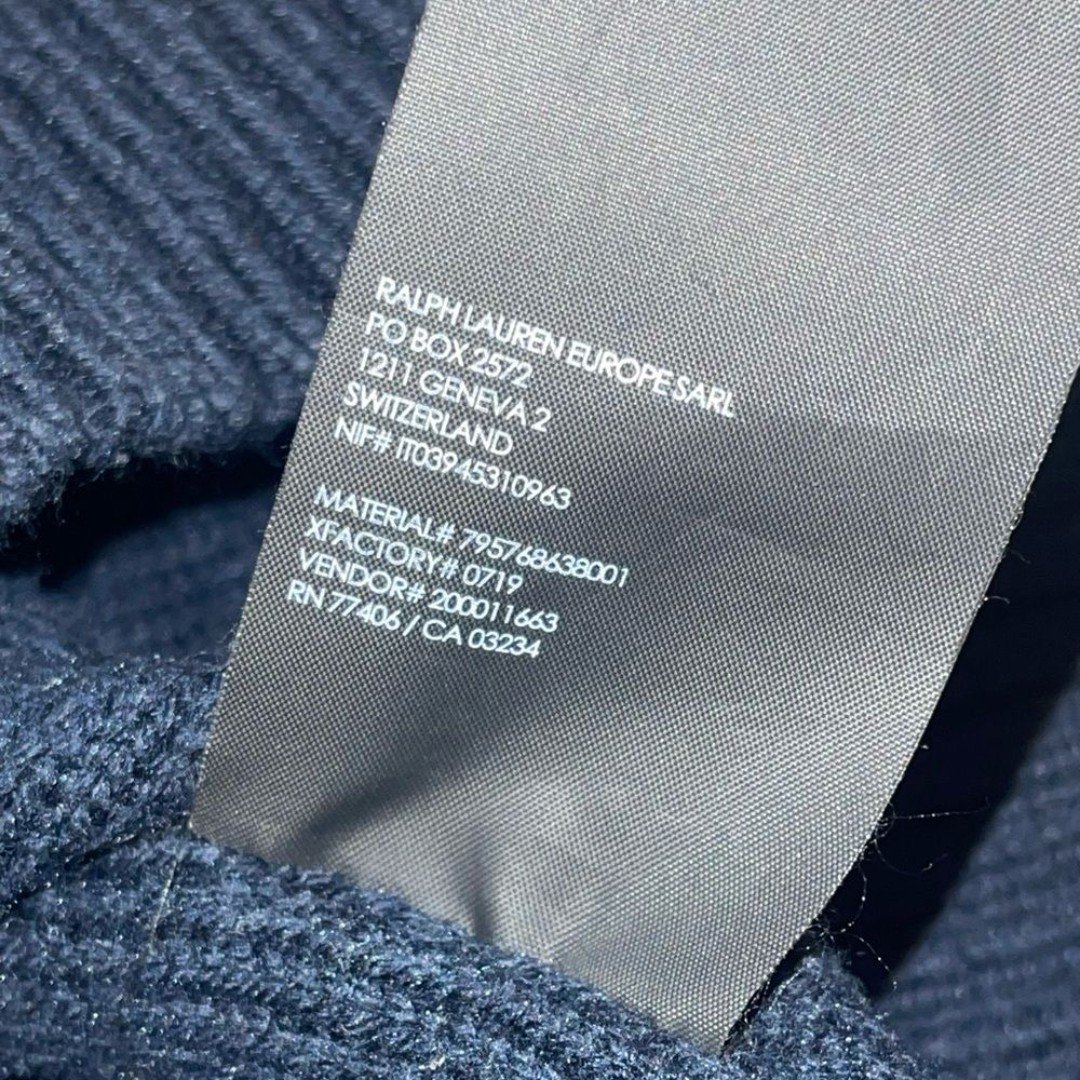 RALPH LAUREN EUROPE SARL
PO BOX 2572
1211 GENEVA 2
SWITZERLAND
NIF# IT03945310963
MATERIAL# 795768638001
XFACTORY# 0719
VENDOR# 200011663
RN 77406 / CA 03234